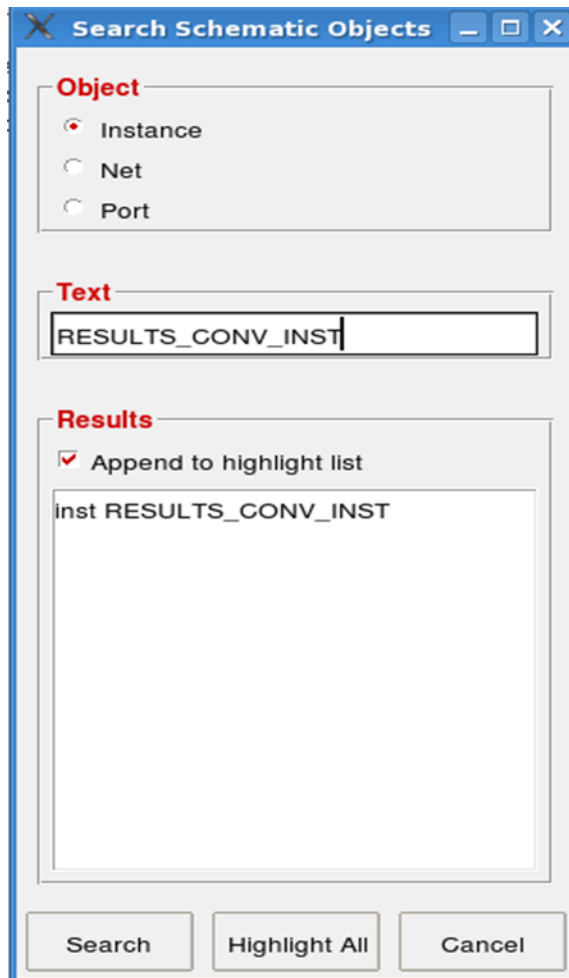 Search Schematic Objects
Object
Instance
Net
Port
Text
RESULTS_CONV_INST
Results
Append to highlight list
inst RESULTS_CONV_INST
Search
Highlight All
Cancel